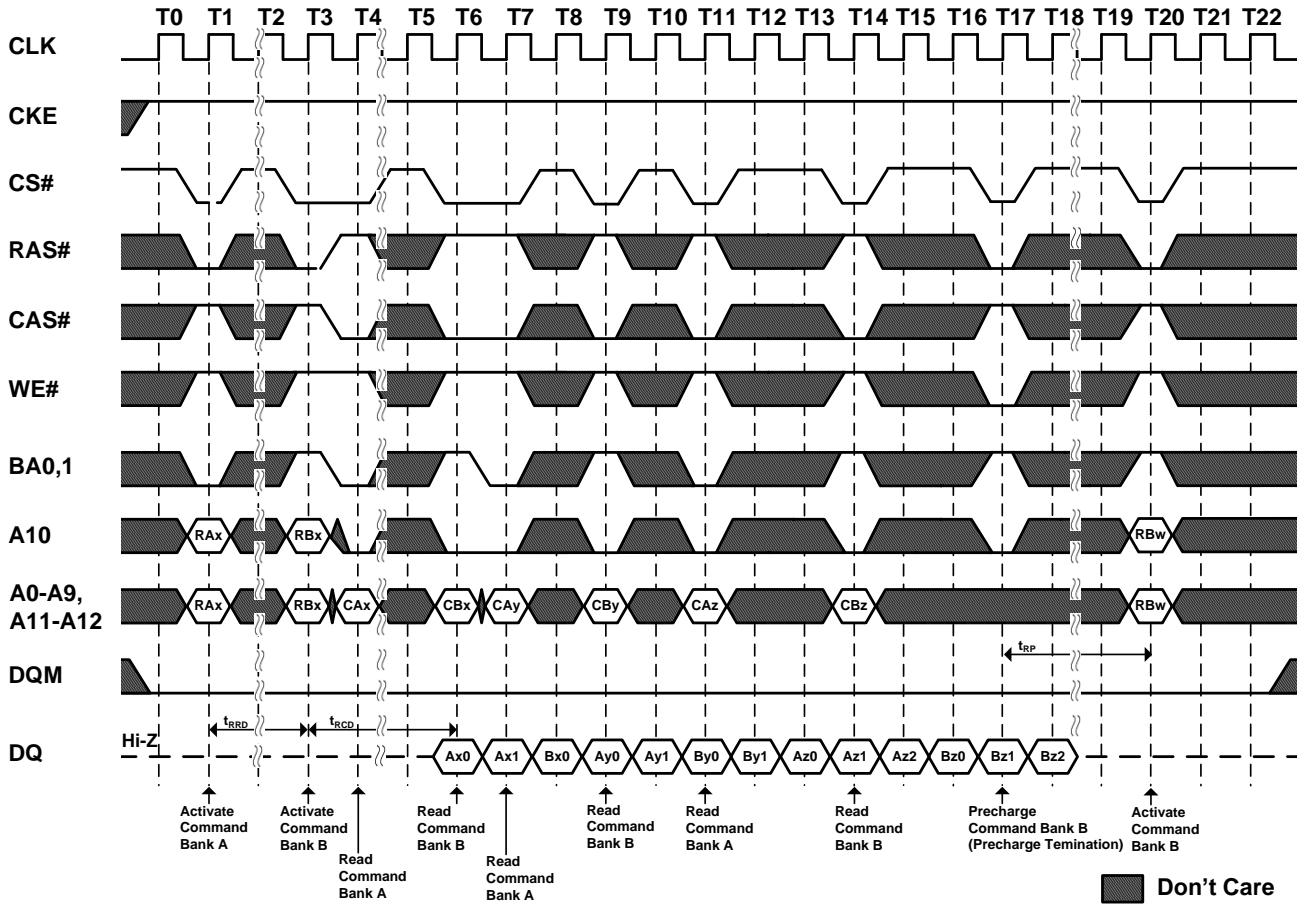 T0 T1 T2 T3 T4 T5 T6 T7 T8 T9 T10 T11 T12 T13 T14 T15 T16 T17 T18 T19 T20 T21 T22
CLK
CKE
CS#
RAS#
CAS#
WE#
BA0,1
A10
RAx RBx RBw
A0-A9,
A11-A12
RAx RBx CAx CBx CAy CBy CAz CBz RBw
tRP
DQM
tRRD tRCD
Hi-Z
DQ
Ax0 Ax1 Bx0 Ay0 Ay1 By0 By1 Az0 Az1 Az2 Bz0 Bz1 Bz2
Activate
Command
Bank A
Activate
Command
Bank B
Read
Command
Bank A
Read
Command
Bank B
Read
Command
Bank A
Read
Command
Bank B
Read
Command
Bank A
Read
Command
Bank B
Precharge
Command Bank B
(Precharge Temination)
Activate
Command
Bank B
Don't Care